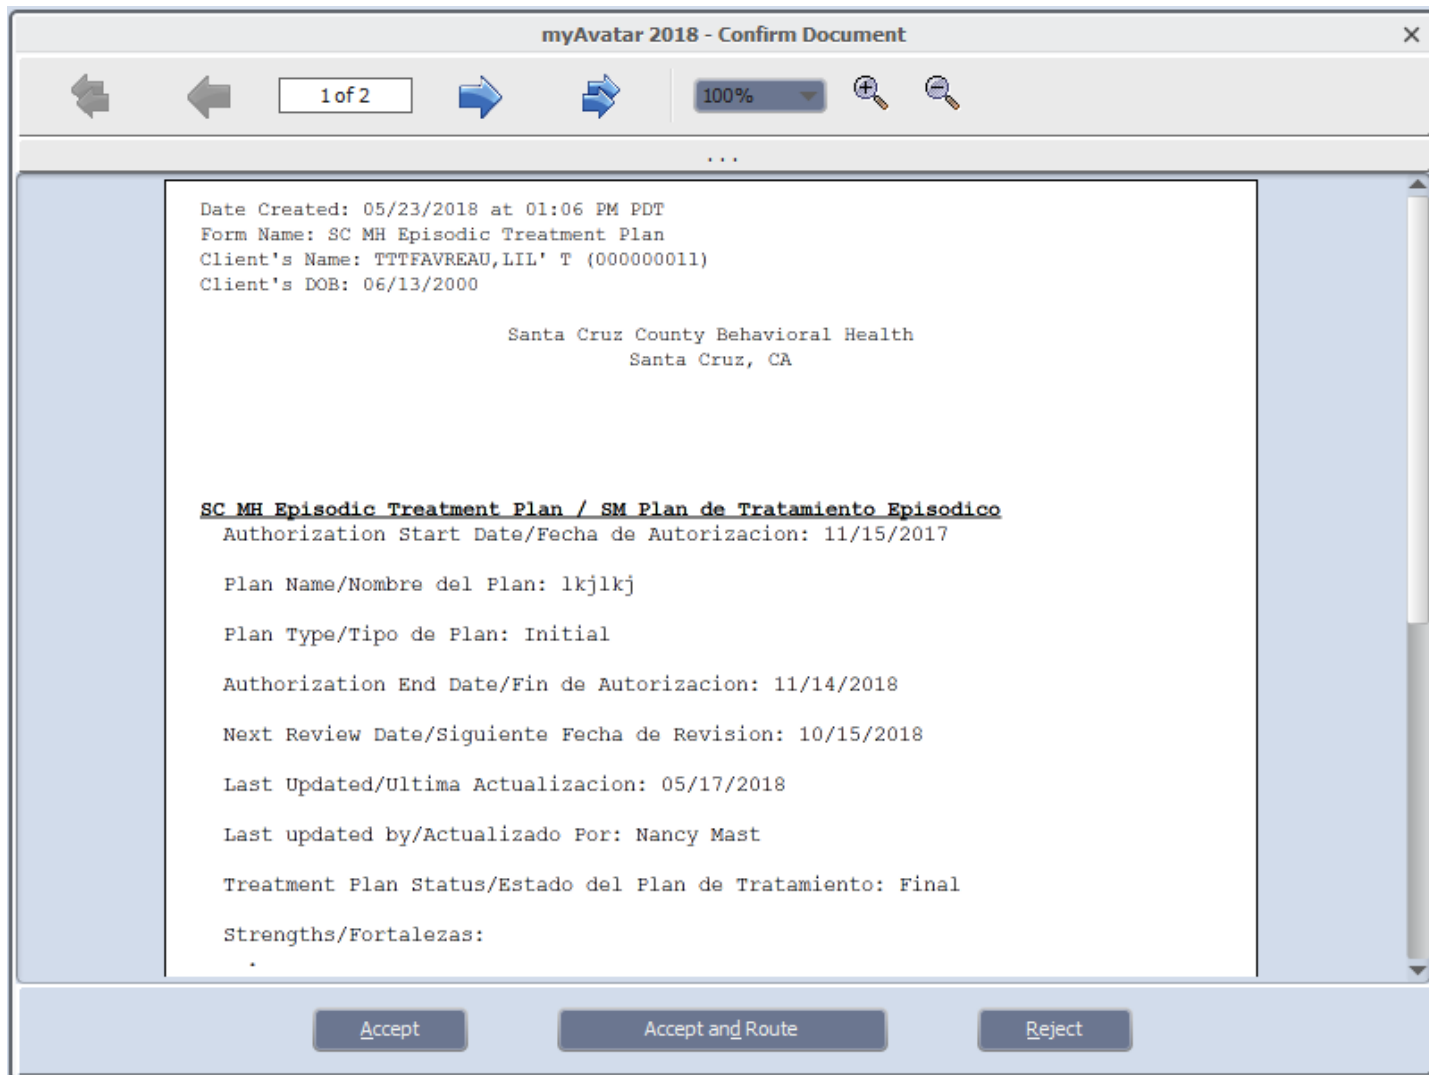 myAvatar 2018 - Confirm Document
1 of 2
100%
...
Date Created: 05/23/2018 at 01:06 PM PDT
Form Name: SC MH Episodic Treatment Plan
Client's Name: TTTFAVREAU,LIL' T (000000011)
Client's DOB: 06/13/2000
Santa Cruz County Behavioral Health
Santa Cruz, CA
SC MH Episodic Treatment Plan / SM Plan de Tratamiento Episodico
Authorization Start Date/Fecha de Autorizacion: 11/15/2017
Plan Name/Nombre del Plan: lkjlkj
Plan Type/Tipo de Plan: Initial
Authorization End Date/Fin de Autorizacion: 11/14/2018
Next Review Date/Siguiente Fecha de Revision: 10/15/2018
Last Updated/Ultima Actualizacion: 05/17/2018
Last updated by/Actualizado Por: Nancy Mast
Treatment Plan Status/Estado del Plan de Tratamiento: Final
Strengths/Fortalezas:
.
Accept
Accept and Route
Reject